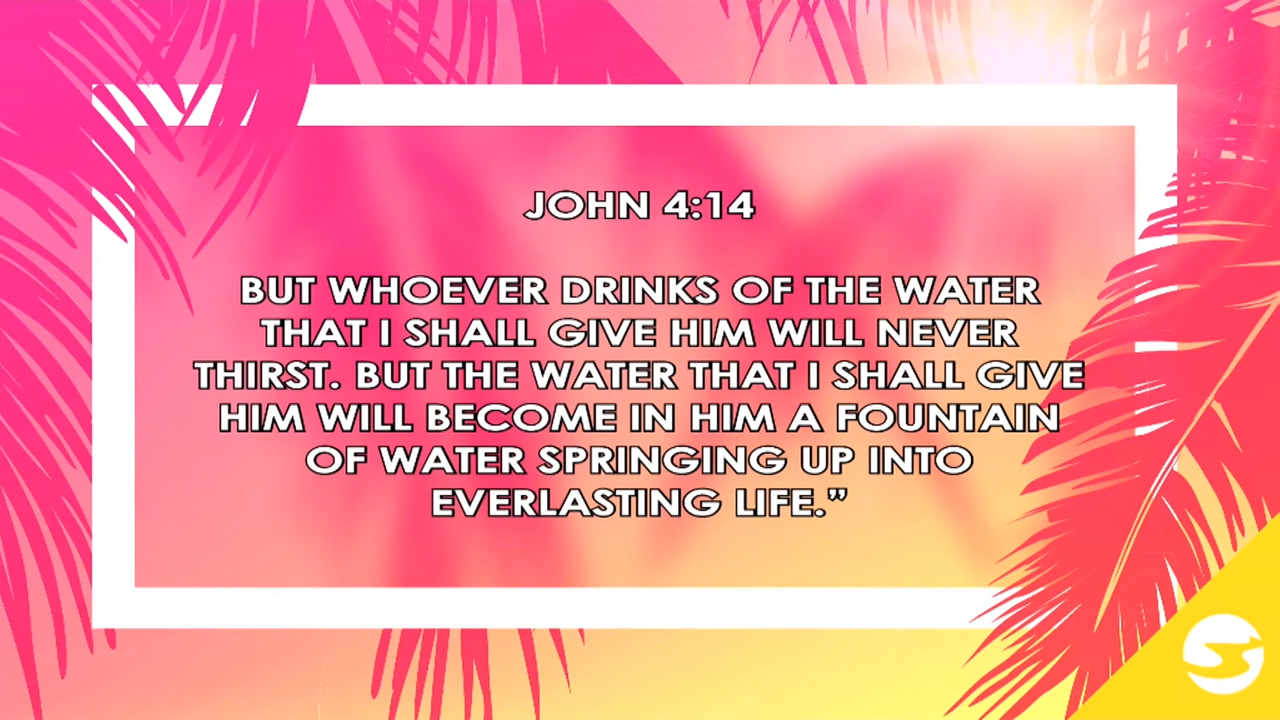 JOHN 4:14
BUT WHOEVER DRINKS OF THE WATER
THAT I SHALL GIVE HIM WILL NEVER
THIRST. BUT THE WATER THAT I SHALL GIVE
HIM WILL BECOME IN HIM A FOUNTAIN
OF WATER SPRINGING UP INTO
EVERLASTING LIFE.”